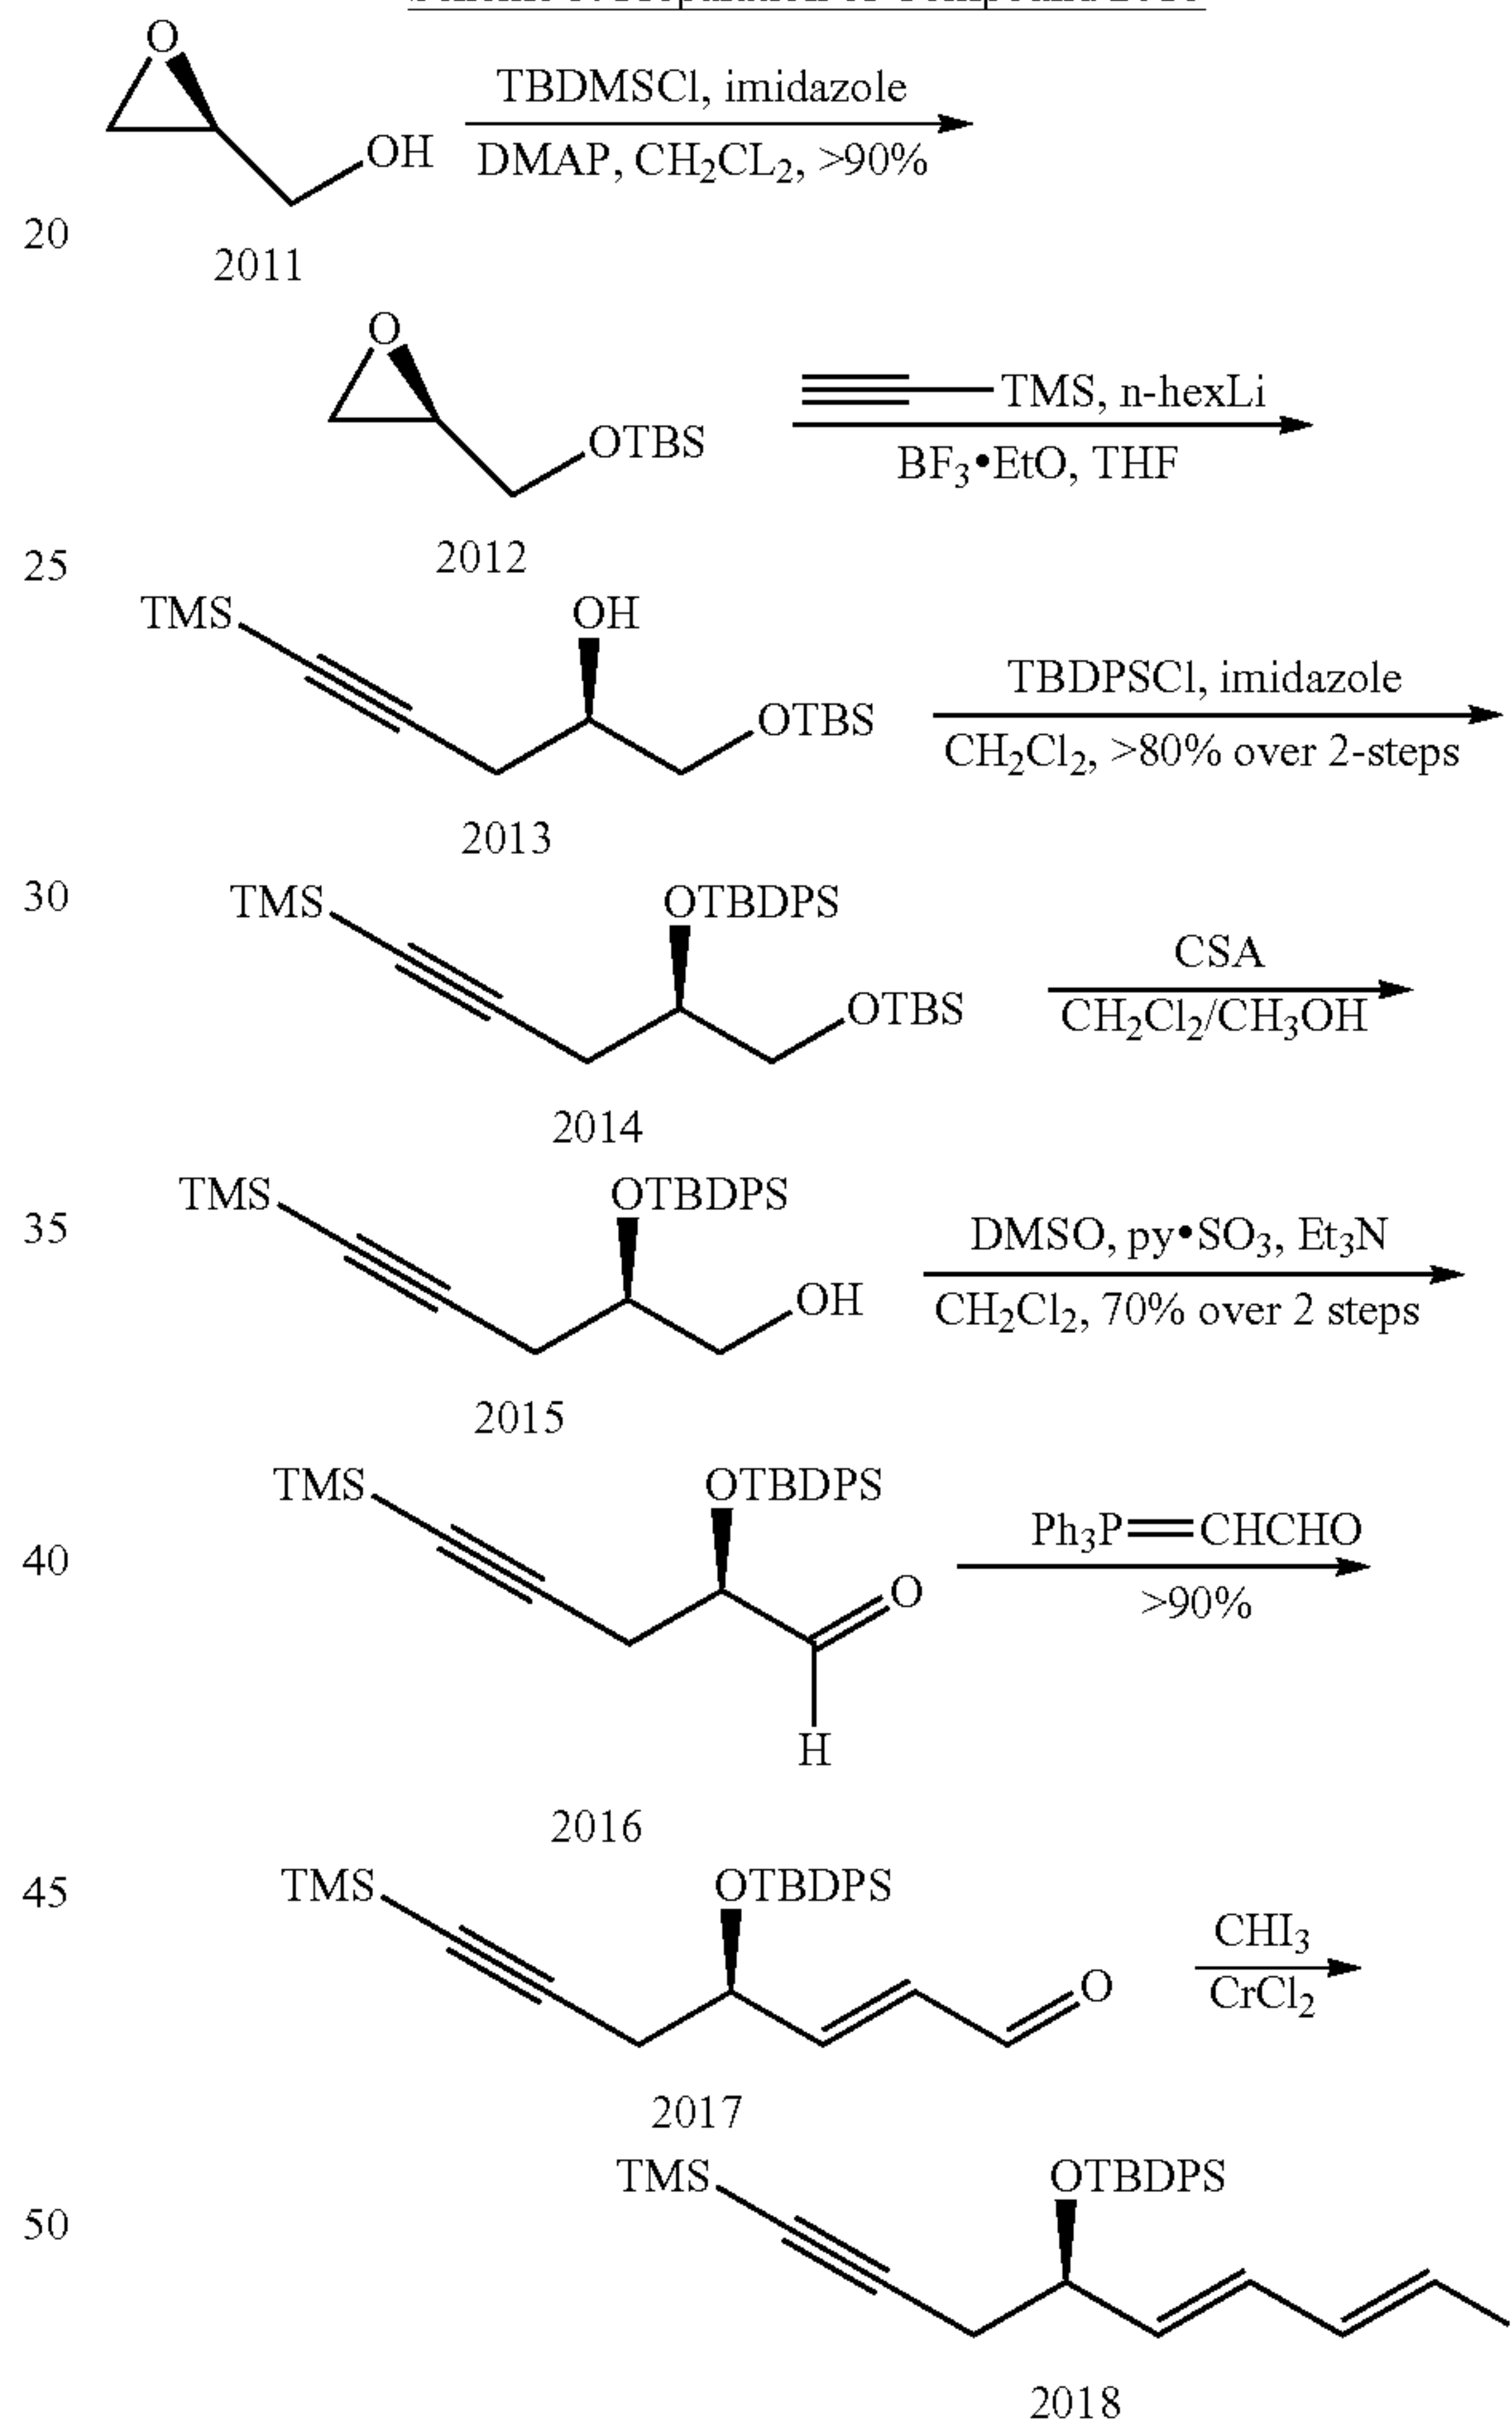 O
TBDMSCl, imidazole
OH
DMAP, CH₂CL₂, >90%
20
2011
O
TMS, n-hexLi
OTBS
BF₃•EtO, THF
2012
25
TMS
OH
TBDPSCl, imidazole
OTBS
CH₂Cl₂, >80% over 2-steps
2013
30
TMS
OTBDPS
CSA
OTBS
CH₂Cl₂/CH₃OH
2014
35
TMS
OTBDPS
DMSO, py•SO₃, Et₃N
OH
CH₂Cl₂, 70% over 2 steps
2015
TMS
OTBDPS
Ph₃P=CHCHO
40
O
>90%
H
2016
45
TMS
OTBDPS
CHI₃
O
CrCl₂
2017
TMS
OTBDPS
50
2018